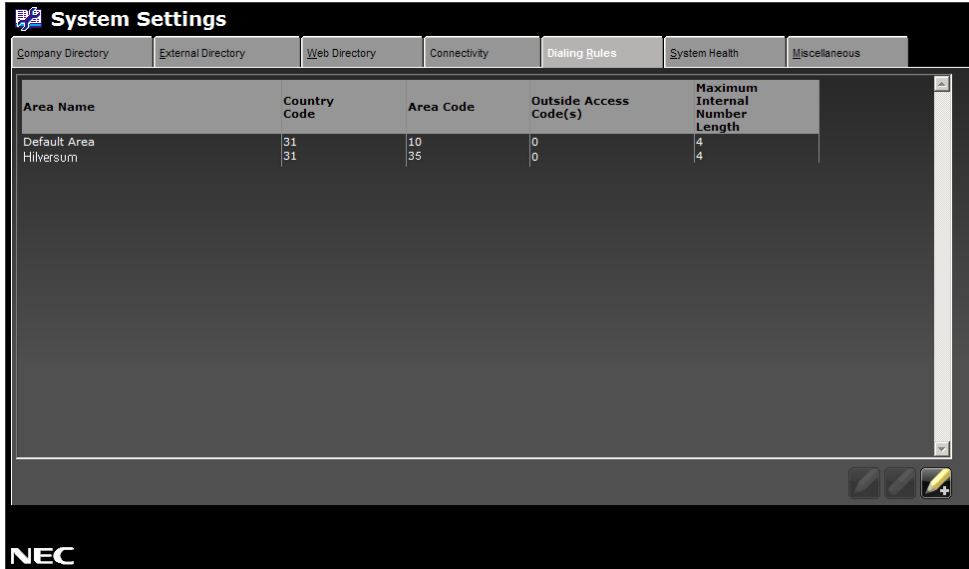 System Settings
Company Directory External Directory Web Directory Connectivity Dialing Rules System Health Miscellaneous
Area Name Country Code Area Code Outside Access Code(s) Maximum Internal Number Length
Default Area 31 10 0 4
Hilversum 31 35 0 4
NEC